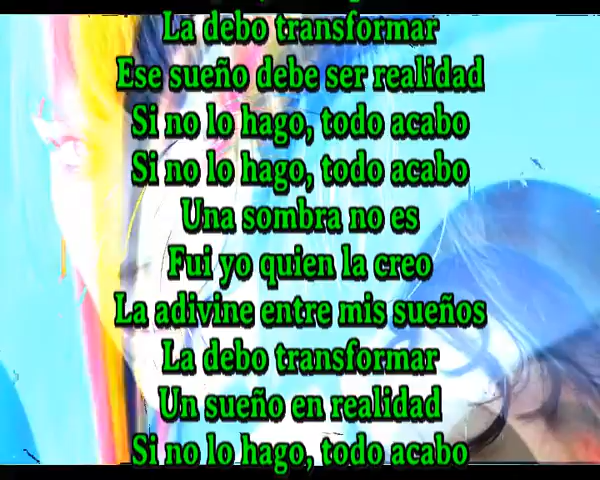 La debo transformar
Ese sueño debe ser realidad
Si no lo hago, todo acabo
Si no lo hago, todo acabo
Una sombra no es
Fui yo quien la creo
La adivine entre mis sueños
La debo transformar
Un sueño en realidad
Si no lo hago, todo acabo